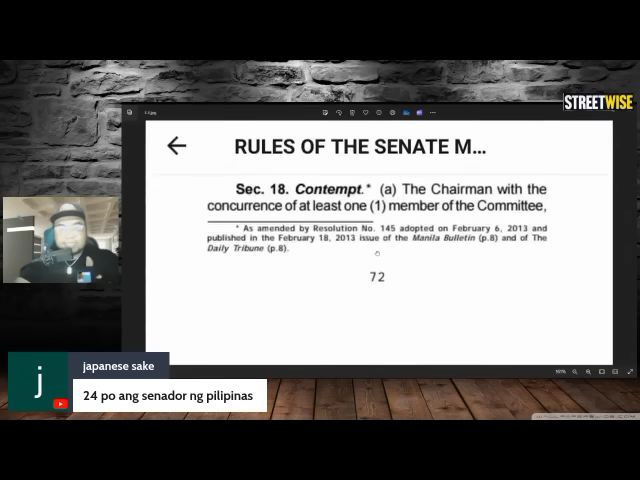 STREETWISE
RULES OF THE SENATE M...
Sec. 18. Contempt.* (a) The Chairman with the
concurrence of at least one (1) member of the Committee,
* As amended by Resolution No. 145 adopted on February 6, 2013 and
published in the February 18, 2013 issue of the Manila Bulletin (p.8) and of The
Daily Tribune (p.8).
72
j
japanese sake
24 po ang senador ng pilipinas